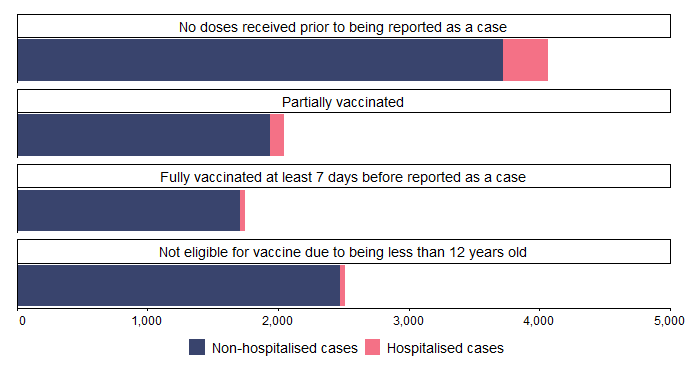 No doses received prior to being reported as a case
Partially vaccinated
Fully vaccinated at least 7 days before reported as a case
Not eligible for vaccine due to being less than 12 years old
0 1,000 2,000 3,000 4,000 5,000
Non-hospitalised cases Hospitalised cases